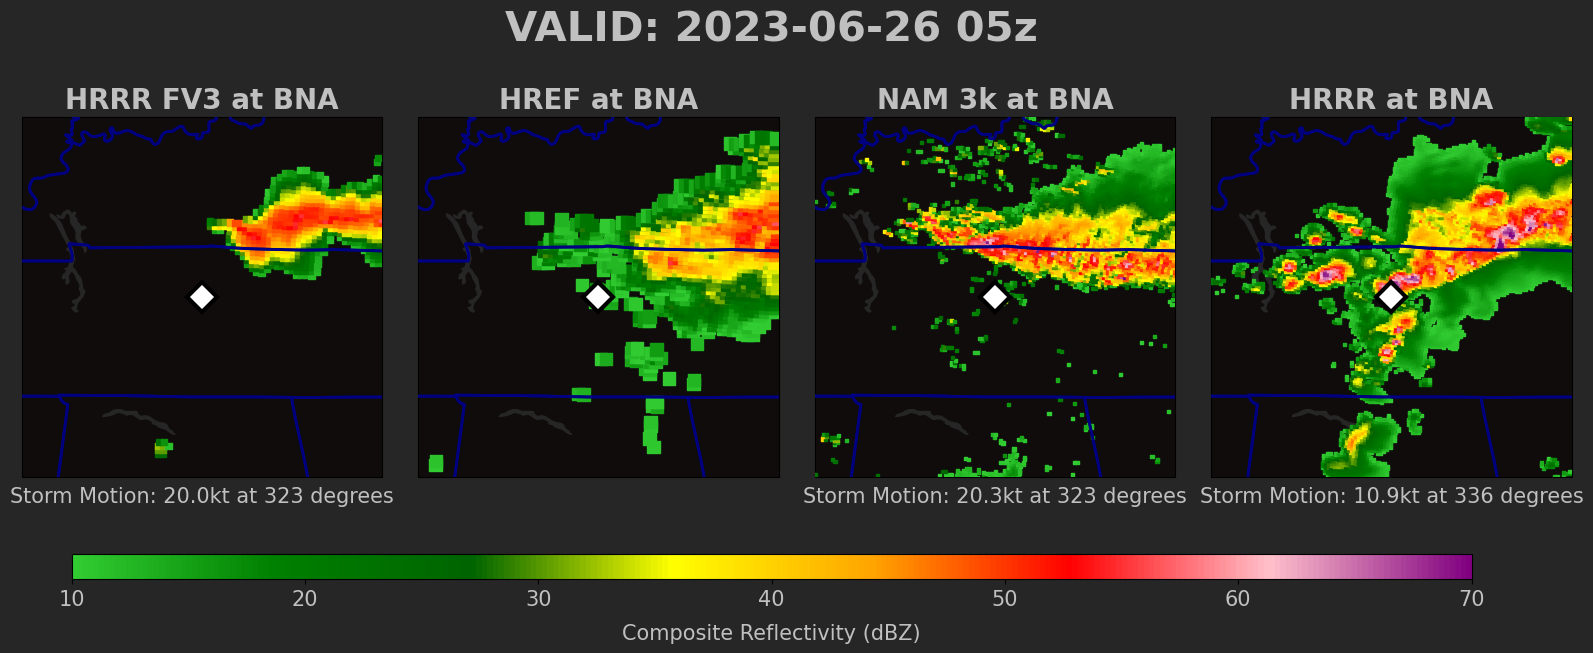 VALID: 2023-06-26 05z
HRRR FV3 at BNA
HREF at BNA
NAM 3k at BNA
HRRR at BNA
Storm Motion: 20.0kt at 323 degrees
Storm Motion: 20.3kt at 323 degrees
Storm Motion: 10.9kt at 336 degrees
10 20 30 40 50 60 70
Composite Reflectivity (dBZ)